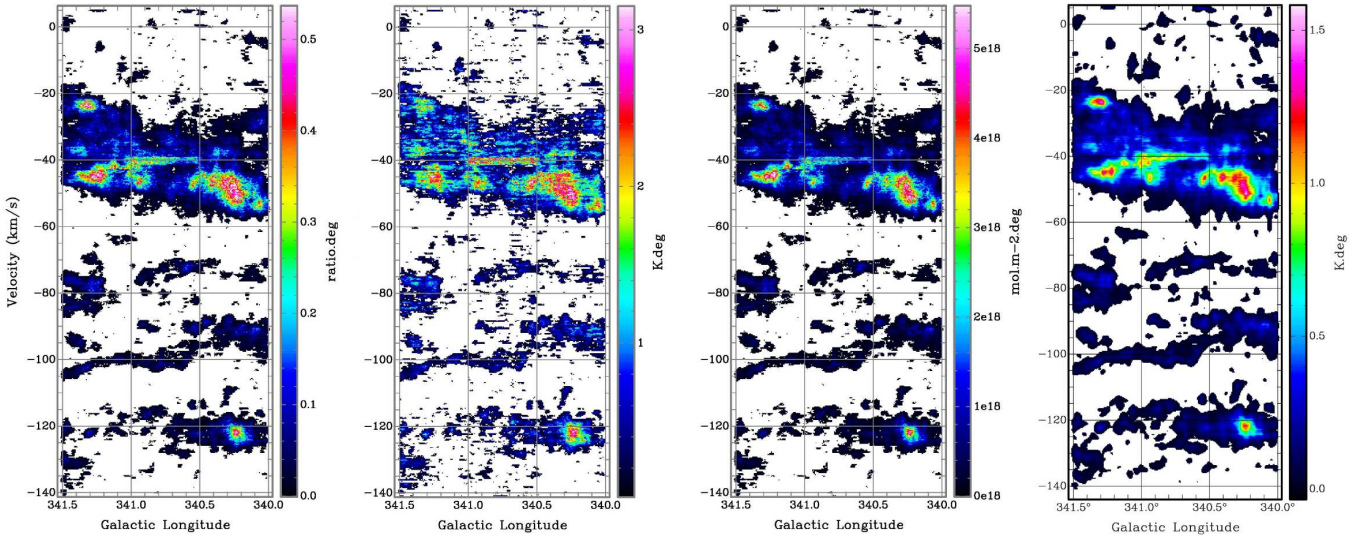 0
−20
−40
−60
−80
−100
−120
−140
Velocity (km/s)
341.5 341.0 340.5 340.0
Galactic Longitude
0.5
0.4
0.3
0.2
0.1
0.0
ratio.deg
0
−20
−40
−60
−80
−100
−120
−140
341.5 341.0 340.5 340.0
Galactic Longitude
3
2
1
K.deg
0
−20
−40
−60
−80
−100
−120
−140
341.5 341.0 340.5 340.0
Galactic Longitude
5e18
4e18
3e18
2e18
1e18
0e18
mol.m−2.deg
0
−20
−40
−60
−80
−100
−120
−140
341.5° 341.0° 340.5° 340.0°
Galactic Longitude
1.5
1.0
0.5
0.0
K.deg